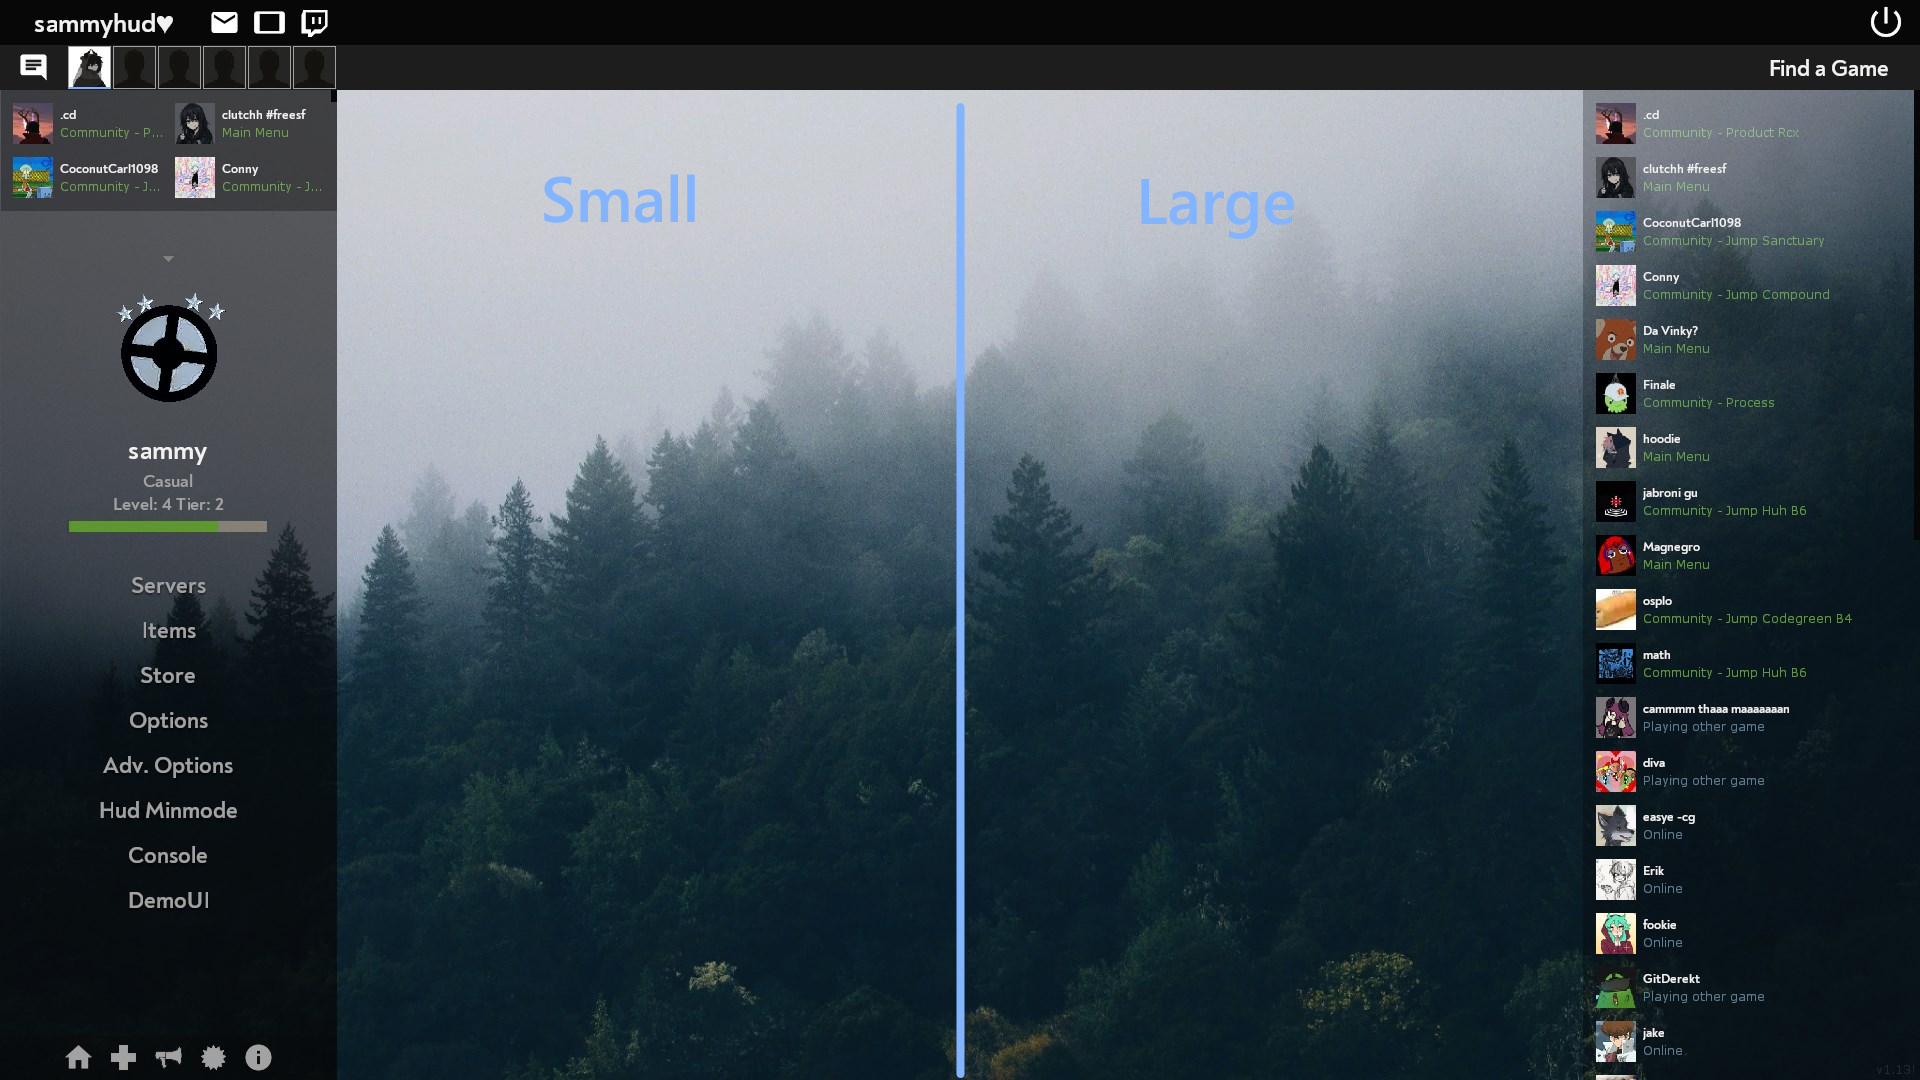 sammyhud♥
Find a Game
.cd
Community - P...
clutchh #freesf
Main Menu
CoconutCarl1098
Community - J...
Conny
Community - J...
sammy
Casual
Level: 4 Tier: 2
Servers
Items
Store
Options
Adv. Options
Hud Minmode
Console
DemoUI
Small
Large
.cd
Community - Product Rcx
clutchh #freesf
Main Menu
CoconutCarl1098
Community - Jump Sanctuary
Conny
Community - Jump Compound
Da Vinky?
Main Menu
Finale
Community - Process
hoodie
Main Menu
jabroni gu
Community - Jump Huh B6
Magnegro
Main Menu
osplo
Community - Jump Codegreen B4
math
Community - Jump Huh B6
cammmm thaaa maaaaaaan
Playing other game
diva
Playing other game
easye -cg
Online
Erik
Online
fookie
Online
GitDerekt
Playing other game
jake
Online